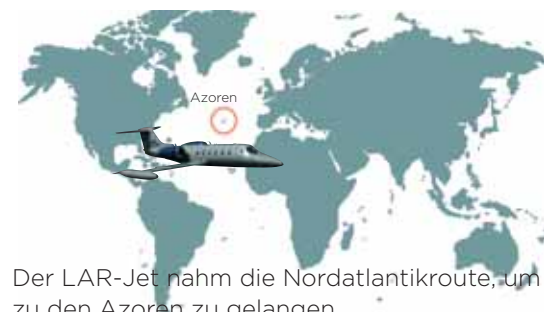 Azoren
Der LAR-Jet nahm die Nordatlantikroute, um
zu den Azoren zu gelangen